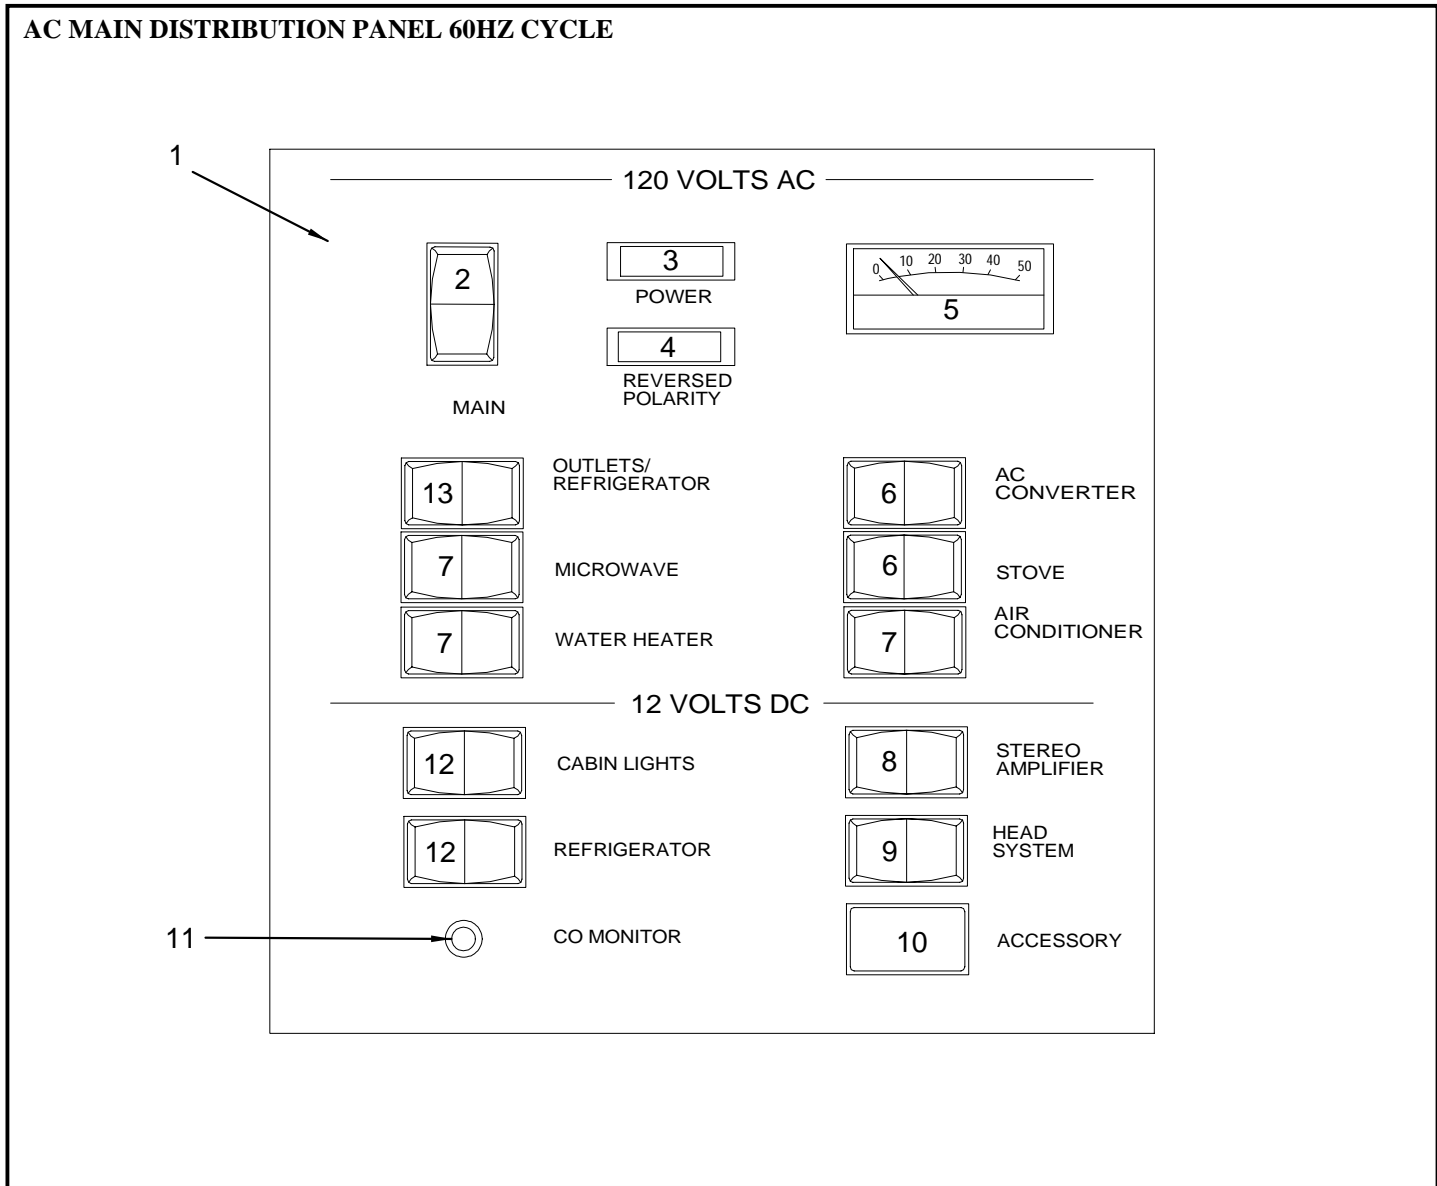 AC MAIN DISTRIBUTION PANEL 60HZ CYCLE
1
120 VOLTS AC
2
3
POWER
4
REVERSED
POLARITY
MAIN
0 10 20 30 40 50
5
13
OUTLETS/
REFRIGERATOR
6
AC
CONVERTER
7
MICROWAVE
6
STOVE
7
WATER HEATER
7
AIR
CONDITIONER
12 VOLTS DC
12
CABIN LIGHTS
8
STEREO
AMPLIFIER
12
REFRIGERATOR
9
HEAD
SYSTEM
11
CO MONITOR
10
ACCESSORY